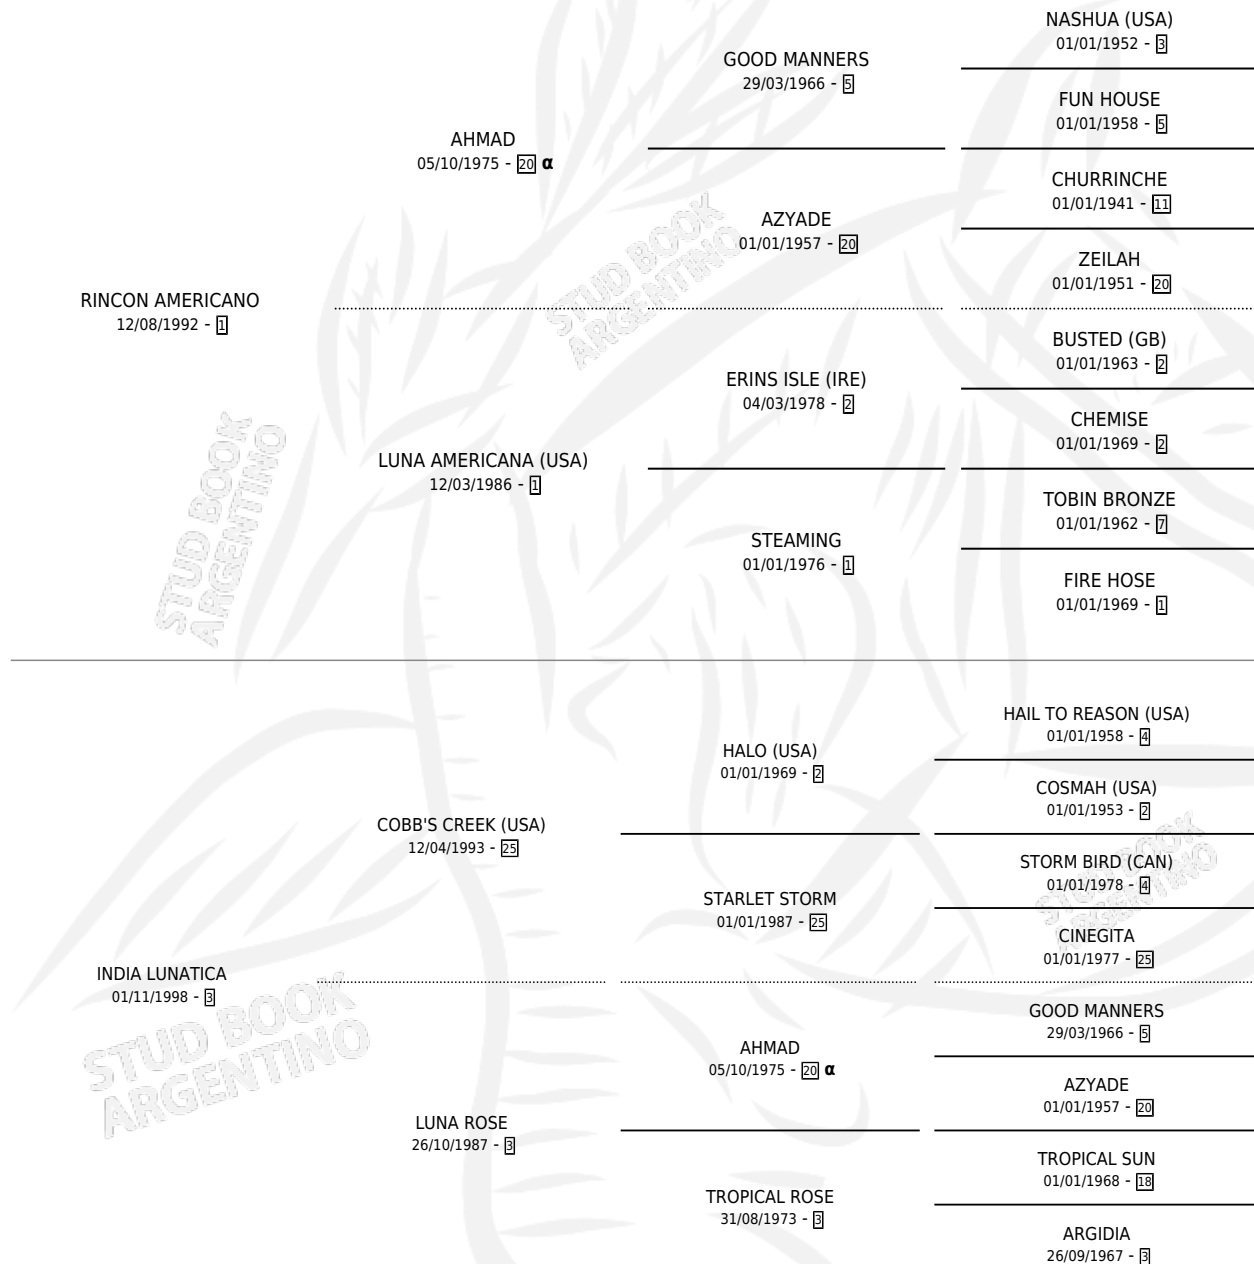 NASHUA (USA)
01/01/1952 - 3
GOOD MANNERS
29/03/1966 - 5
FUN HOUSE
01/01/1958 - 5
AHMAD
05/10/1975 - 20 α
CHURRINCHE
01/01/1941 - 11
AZYADE
01/01/1957 - 20
ZEILAH
01/01/1951 - 20
RINCON AMERICANO
12/08/1992 - 1
STUD BOOK
ARGENTINO
BUSTED (GB)
01/01/1963 - 2
ERINS ISLE (IRE)
04/03/1978 - 2
CHEMISE
01/01/1969 - 2
LUNA AMERICANA (USA)
12/03/1986 - 1
STUD BOOK
ARGENTINO
TOBIN BRONZE
01/01/1962 - 7
STEAMING
01/01/1976 - 1
FIRE HOSE
01/01/1969 - 1
HAIL TO REASON (USA)
01/01/1958 - 4
HALO (USA)
01/01/1969 - 2
COSMAH (USA)
01/01/1953 - 2
COBB'S CREEK (USA)
12/04/1993 - 25
STORM BIRD (CAN)
01/01/1978 - 4
STUD BOOK
ARGENTINO
STARLET STORM
01/01/1987 - 25
CINEGITA
01/01/1977 - 25
INDIA LUNATICA
01/11/1998 - 3
STUD BOOK
ARGENTINO
GOOD MANNERS
29/03/1966 - 5
AHMAD
05/10/1975 - 20 α
AZYADE
01/01/1957 - 20
LUNA ROSE
26/10/1987 - 3
TROPICAL SUN
01/01/1968 - 18
TROPICAL ROSE
31/08/1973 - 3
ARGIDIA
26/09/1967 - 3